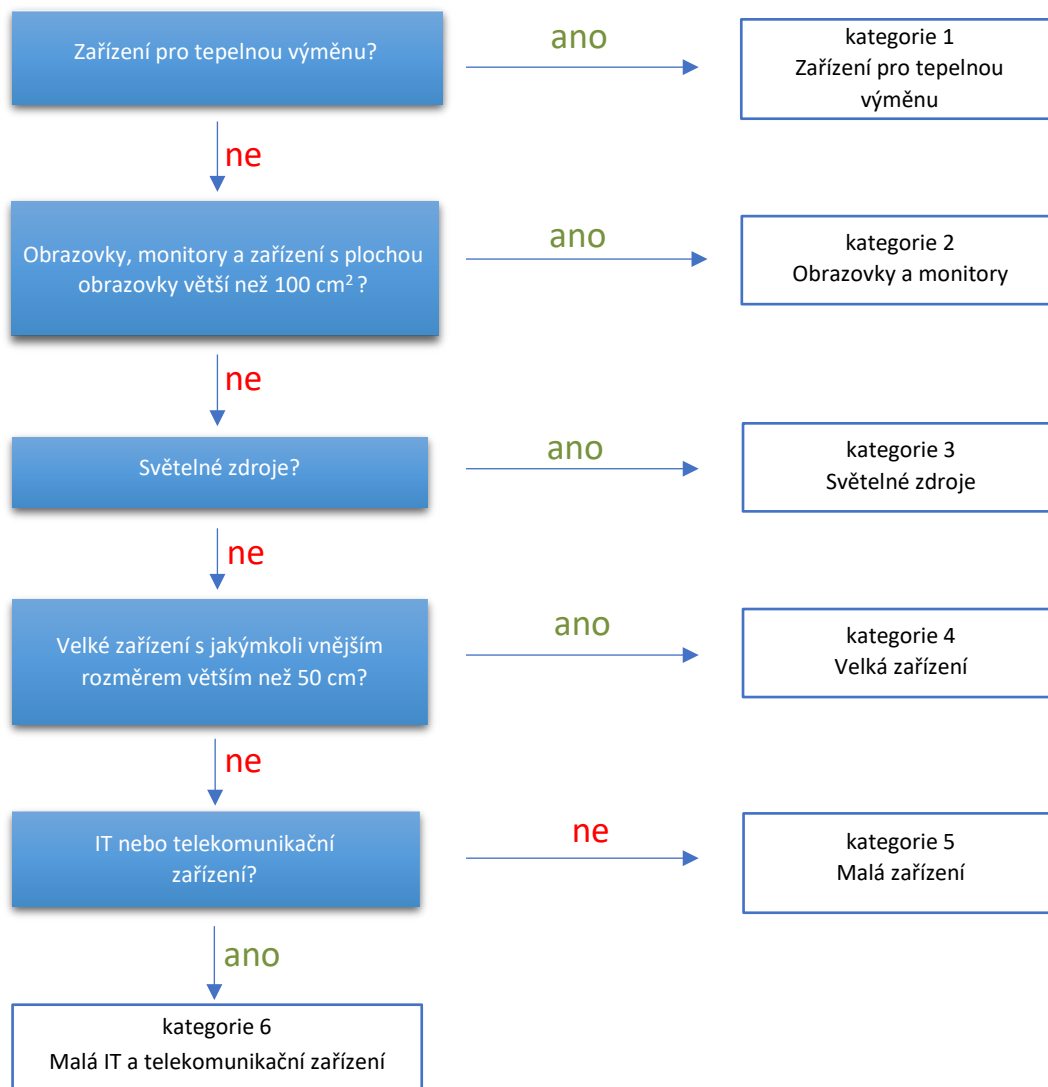 Zařízení pro tepelnou výměnu?
ano
kategorie 1
Zařízení pro tepelnou
výměnu
ne
Obrazovky, monitory a zařízení s plochou
obrazovky větší než 100 cm² ?
ano
kategorie 2
Obrazovky a monitory
ne
Světelné zdroje?
ano
kategorie 3
Světelné zdroje
ne
Velké zařízení s jakýmkoli vnějším
rozměrem větším než 50 cm?
ano
kategorie 4
Velká zařízení
ne
IT nebo telekomunikační
zařízení?
ne
kategorie 5
Malá zařízení
ano
kategorie 6
Malá IT a telekomunikační zařízení